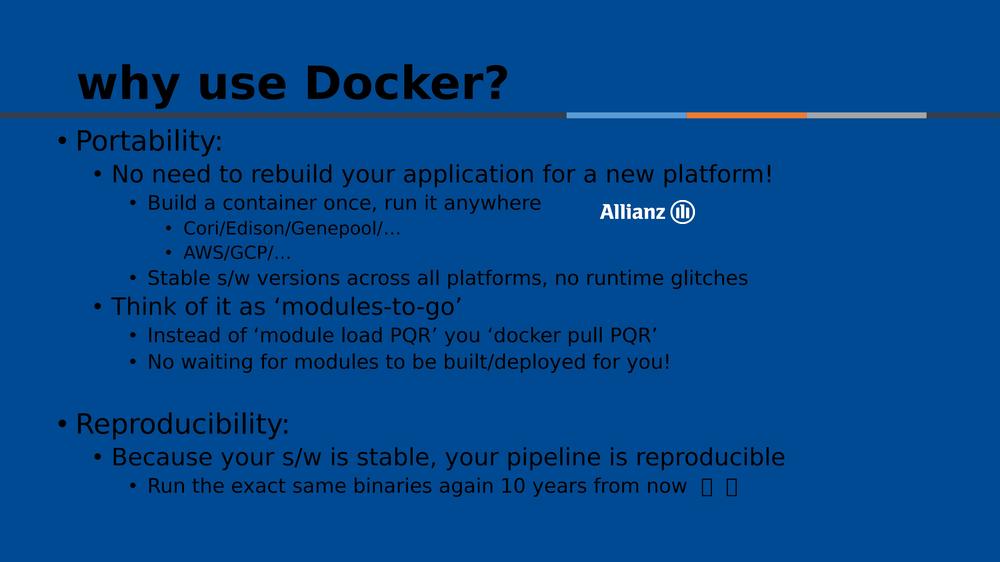 why use Docker?
• Portability:
• No need to rebuild your application for a new platform!
• Build a container once, run it anywhere
Allianz
• Cori/Edison/Genepool/…
• AWS/GCP/…
• Stable s/w versions across all platforms, no runtime glitches
• Think of it as ‘modules-to-go’
• Instead of ‘module load PQR’ you ‘docker pull PQR’
• No waiting for modules to be built/deployed for you!
• Reproducibility:
• Because your s/w is stable, your pipeline is reproducible
• Run the exact same binaries again 10 years from now